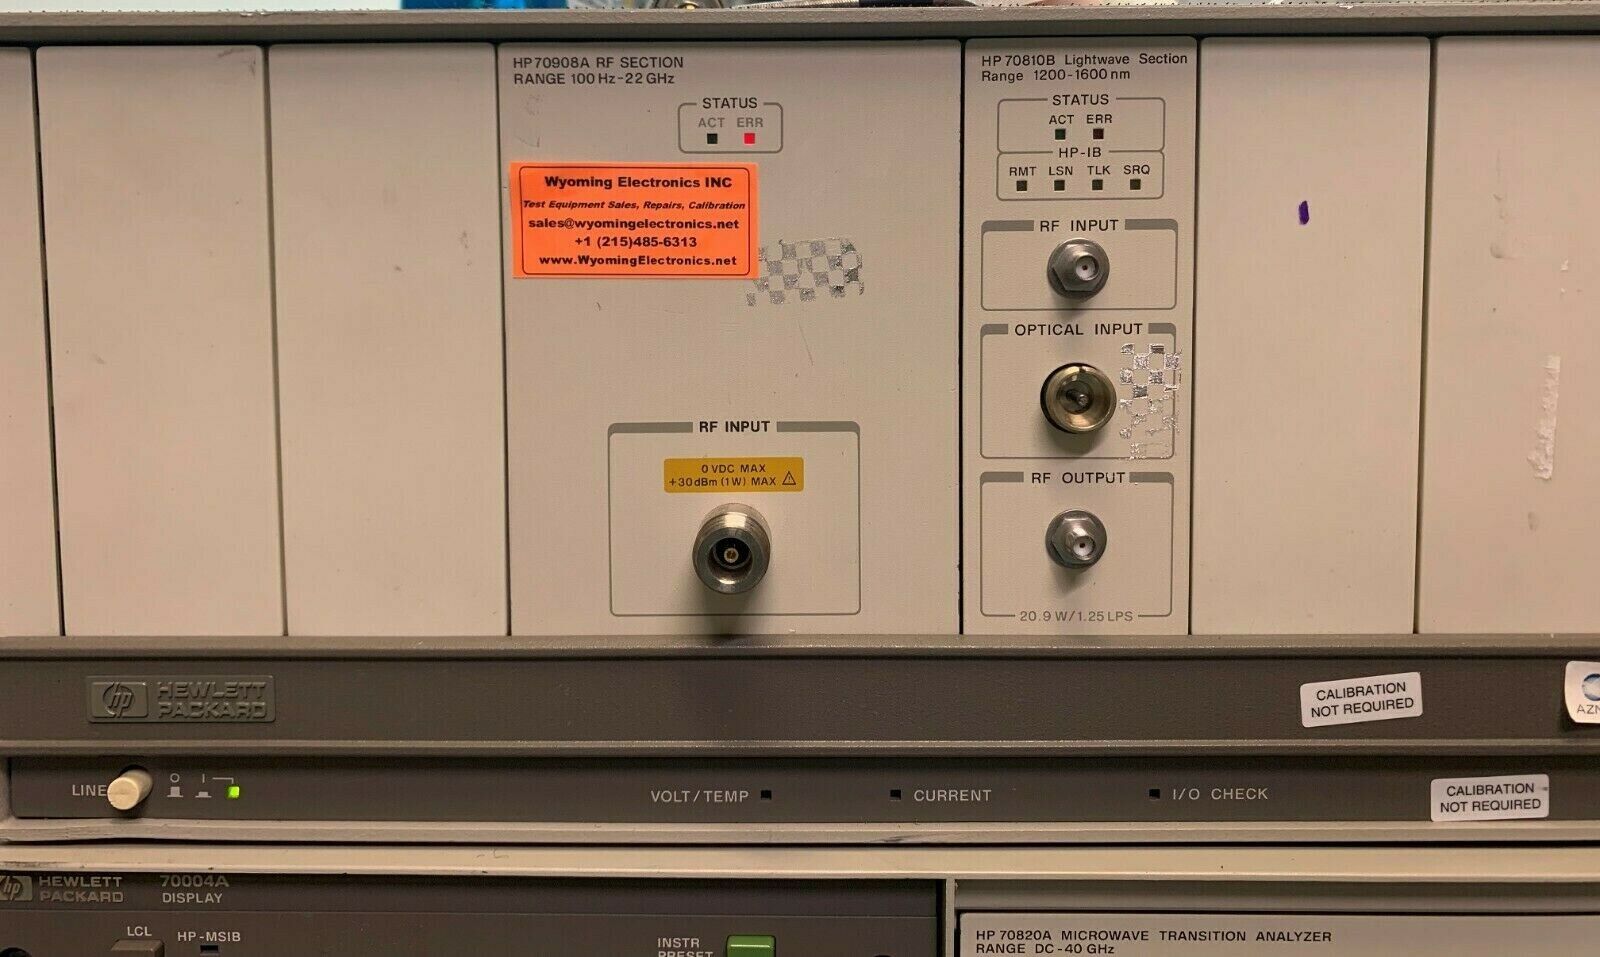 HP 70908A RF SECTION
RANGE 100 Hz-22 GHz
STATUS
ACT ERR
Wyoming Electronics INC
Test Equipment Sales, Repairs, Calibration
sales@wyomingelectronics.net
+1 (215)485-6313
www.WyomingElectronics.net
RF INPUT
0 VDC MAX
+30 dBm (1W) MAX
HP 70810B Lightwave Section
Range 1200-1600 nm
STATUS
ACT ERR
HP-IB
RMT LSN TLK SRQ
RF INPUT
OPTICAL INPUT
RF OUTPUT
20.9 W/1.25 LPS
hp HEWLETT
PACKARD
CALIBRATION
NOT REQUIRED
LINE O I
VOLT/TEMP CURRENT I/O CHECK
CALIBRATION
NOT REQUIRED
hp HEWLETT 70004A
PACKARD DISPLAY
LCL HP-MSIB
INSTR
PRESET
HP 70820A MICROWAVE TRANSITION ANALYZER
RANGE DC-40 GHz